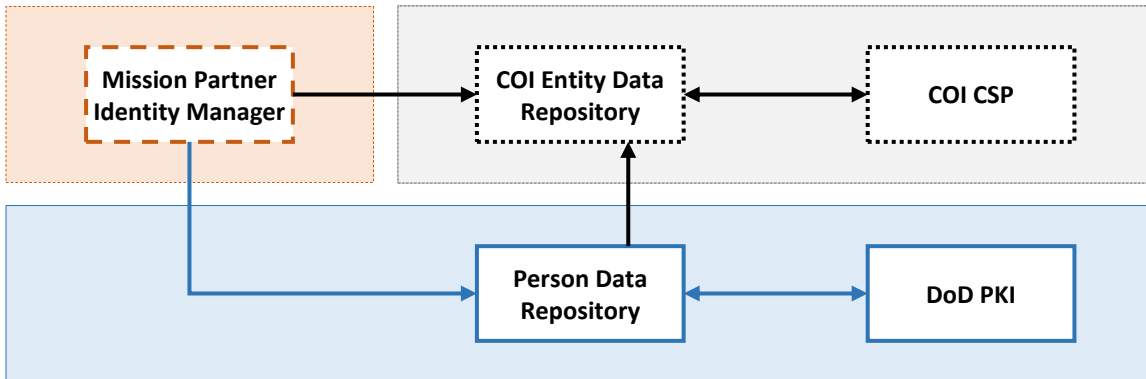 Mission Partner
Identity Manager
COI Entity Data
Repository
COI CSP
Person Data
Repository
DoD PKI